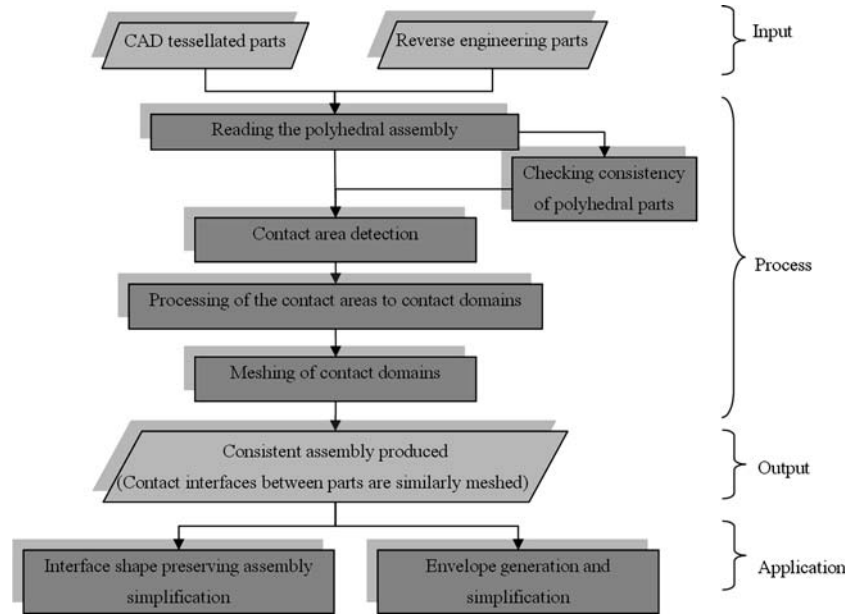 CAD tessellated parts
Reverse engineering parts
Input
Reading the polyhedral assembly
Checking consistency
of polyhedral parts
Contact area detection
Process
Processing of the contact areas to contact domains
Meshing of contact domains
Consistent assembly produced
(Contact interfaces between parts are similarly meshed)
Output
Interface shape preserving assembly
simplification
Envelope generation and
simplification
Application